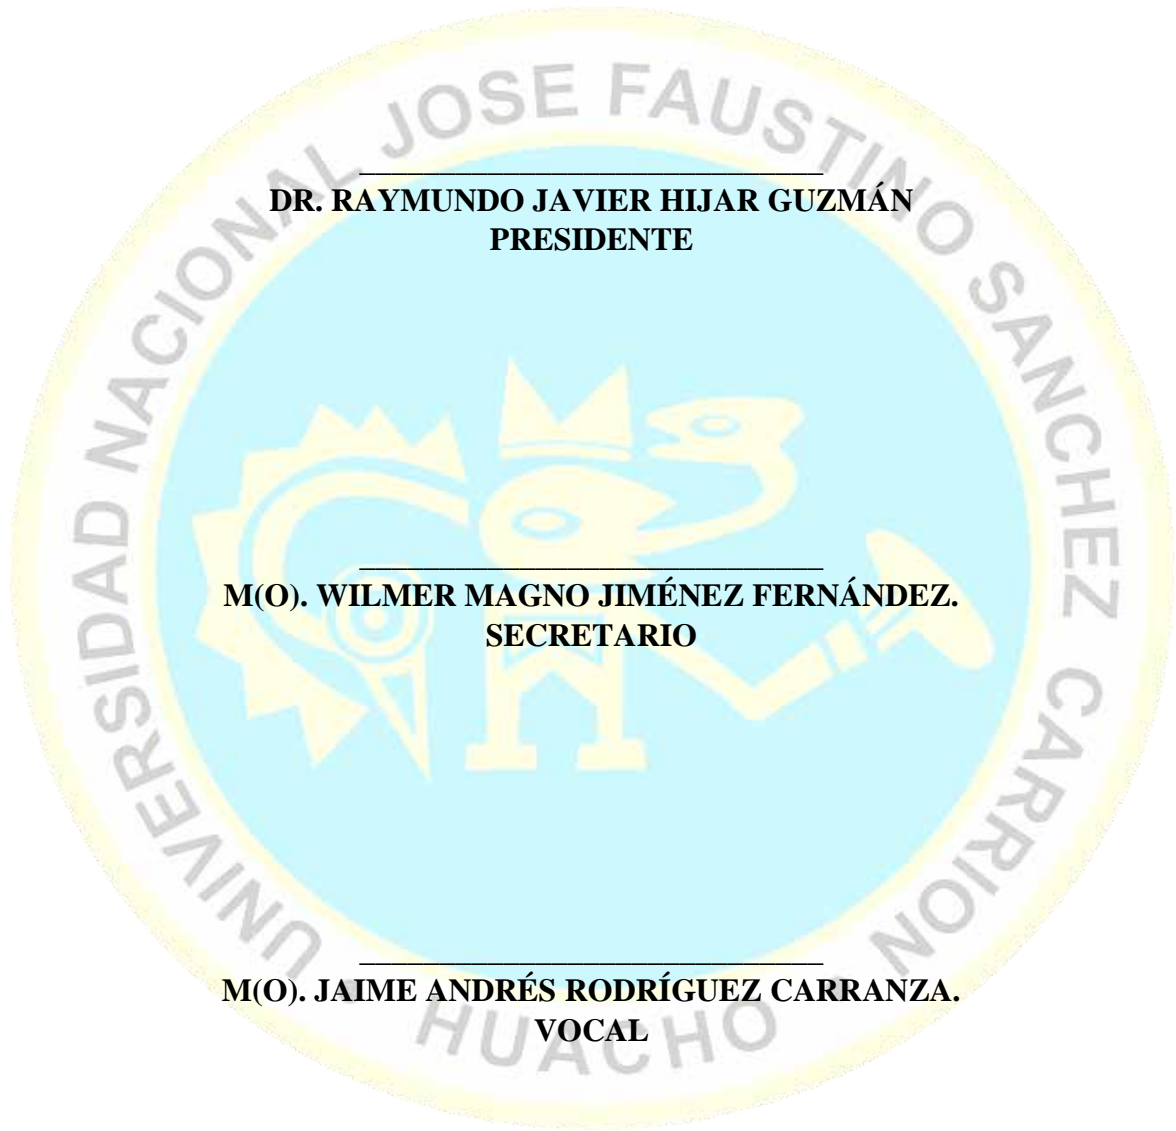 UNIVERSIDAD NACIONAL JOSE FAUSTINO SANCHEZ CARRION
• HUACHO •
DR. RAYMUNDO JAVIER HIJAR GUZMÁN
PRESIDENTE
M(O). WILMER MAGNO JIMÉNEZ FERNÁNDEZ.
SECRETARIO
M(O). JAIME ANDRÉS RODRÍGUEZ CARRANZA.
VOCAL